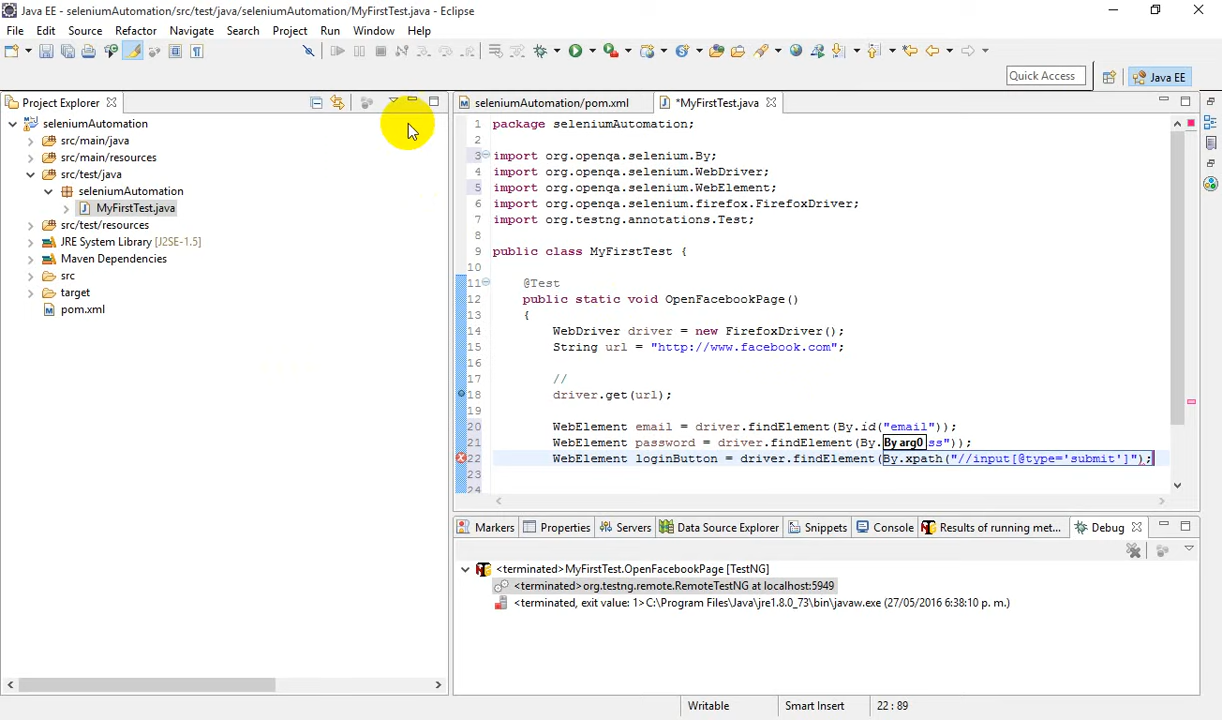 Java EE - seleniumAutomation/src/test/java/seleniumAutomation/MyFirstTest.java - Eclipse
File Edit Source Refactor Navigate Search Project Run Window Help
Quick Access
Java EE
Project Explorer
seleniumAutomation
src/main/java
src/main/resources
src/test/java
seleniumAutomation
MyFirstTest.java
src/test/resources
JRE System Library [J2SE-1.5]
Maven Dependencies
src
target
pom.xml
seleniumAutomation/pom.xml
*MyFirstTest.java
1 package seleniumAutomation;
2
3 import org.openqa.selenium.By;
4 import org.openqa.selenium.WebDriver;
5 import org.openqa.selenium.WebElement;
6 import org.openqa.selenium.firefox.FirefoxDriver;
7 import org.testng.annotations.Test;
8
9 public class MyFirstTest {
10
11 @Test
12 public static void OpenFacebookPage()
13 {
14 WebDriver driver = new FirefoxDriver();
15 String url = "http://www.facebook.com";
16
17 //
18 driver.get(url);
19
20 WebElement email = driver.findElement(By.id("email"));
21 WebElement password = driver.findElement(By. By arg0 ss"));
22 WebElement loginButton = driver.findElement(By.xpath("//input[@type='submit']");
23
24
Markers Properties Servers Data Source Explorer Snippets Console Results of running met... Debug
<terminated>MyFirstTest.OpenFacebookPage [TestNG]
<terminated>org.testng.remote.RemoteTestNG at localhost:5949
<terminated, exit value: 1>C:\Program Files\Java\jre1.8.0_73\bin\javaw.exe (27/05/2016 6:38:10 p. m.)
Writable Smart Insert 22 : 89